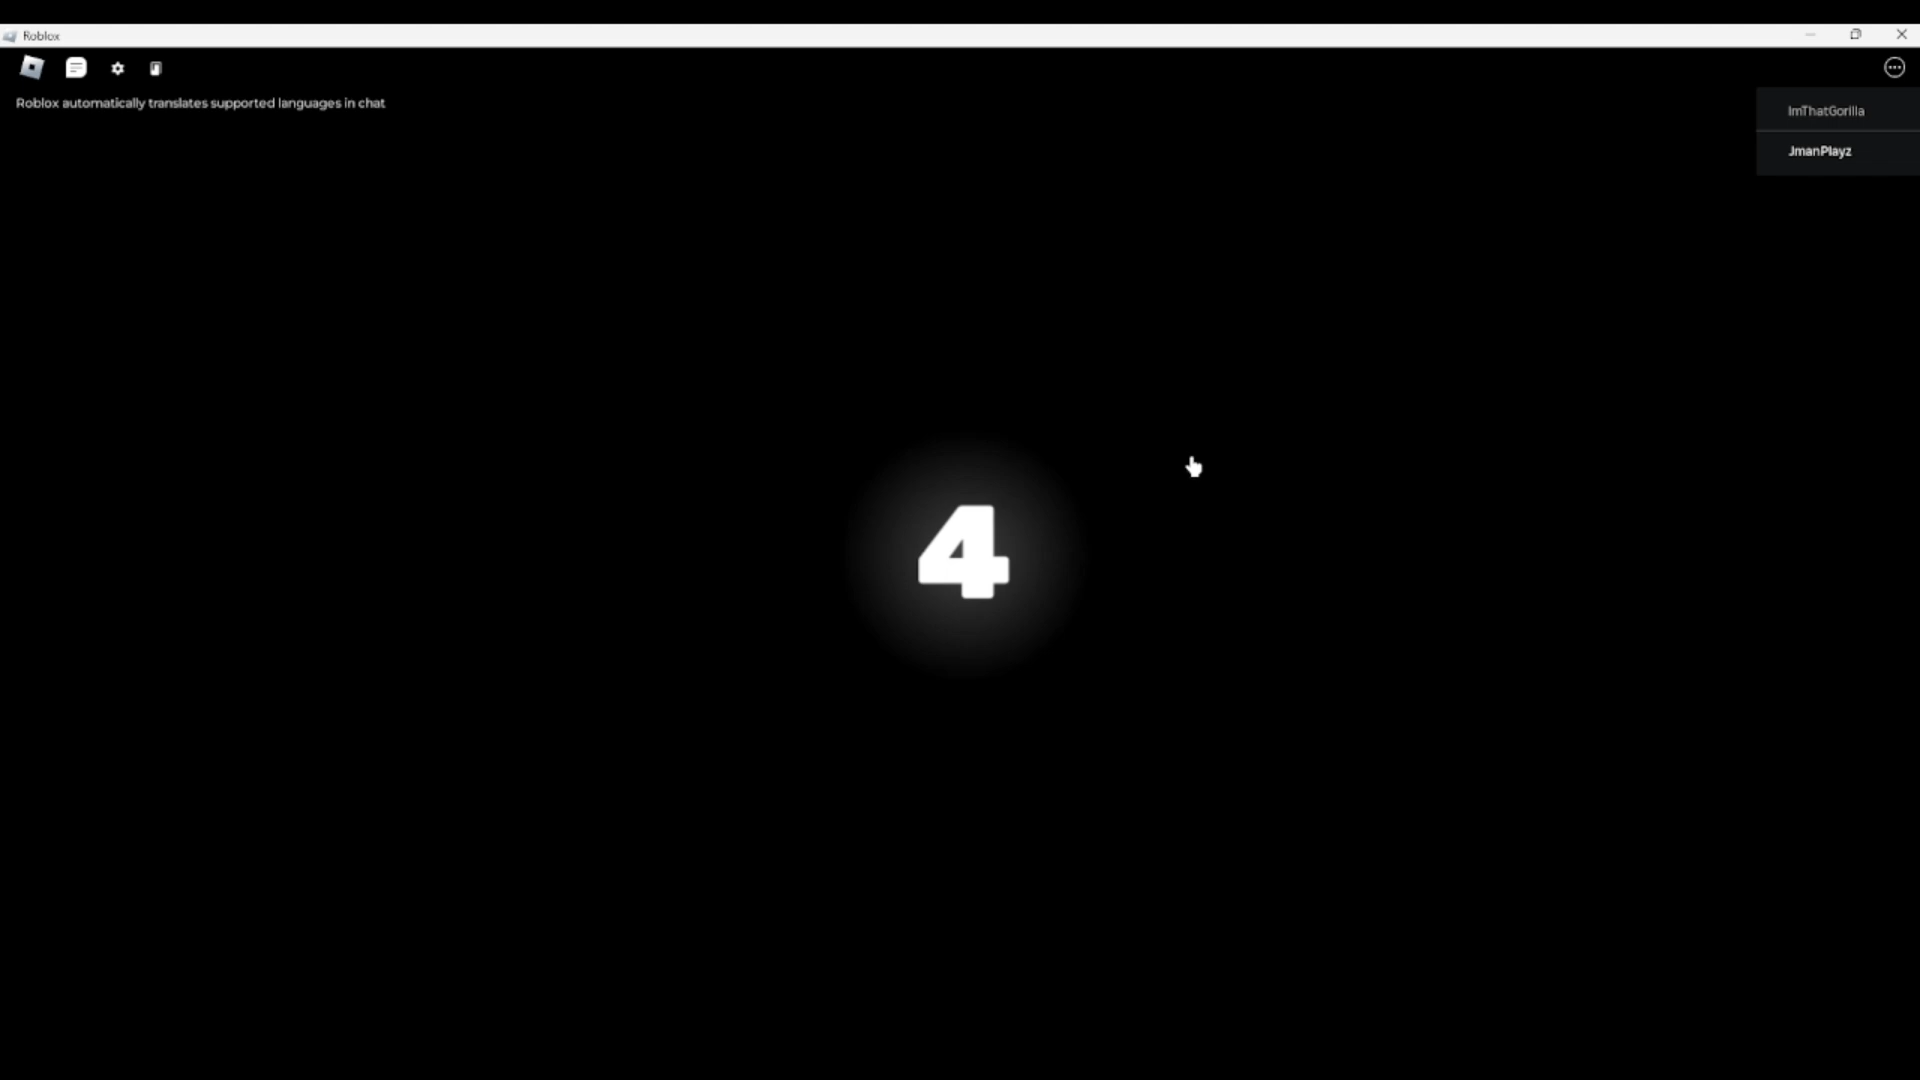 Roblox
Roblox automatically translates supported languages in chat
ImThatGorilla
JmanPlayz
4